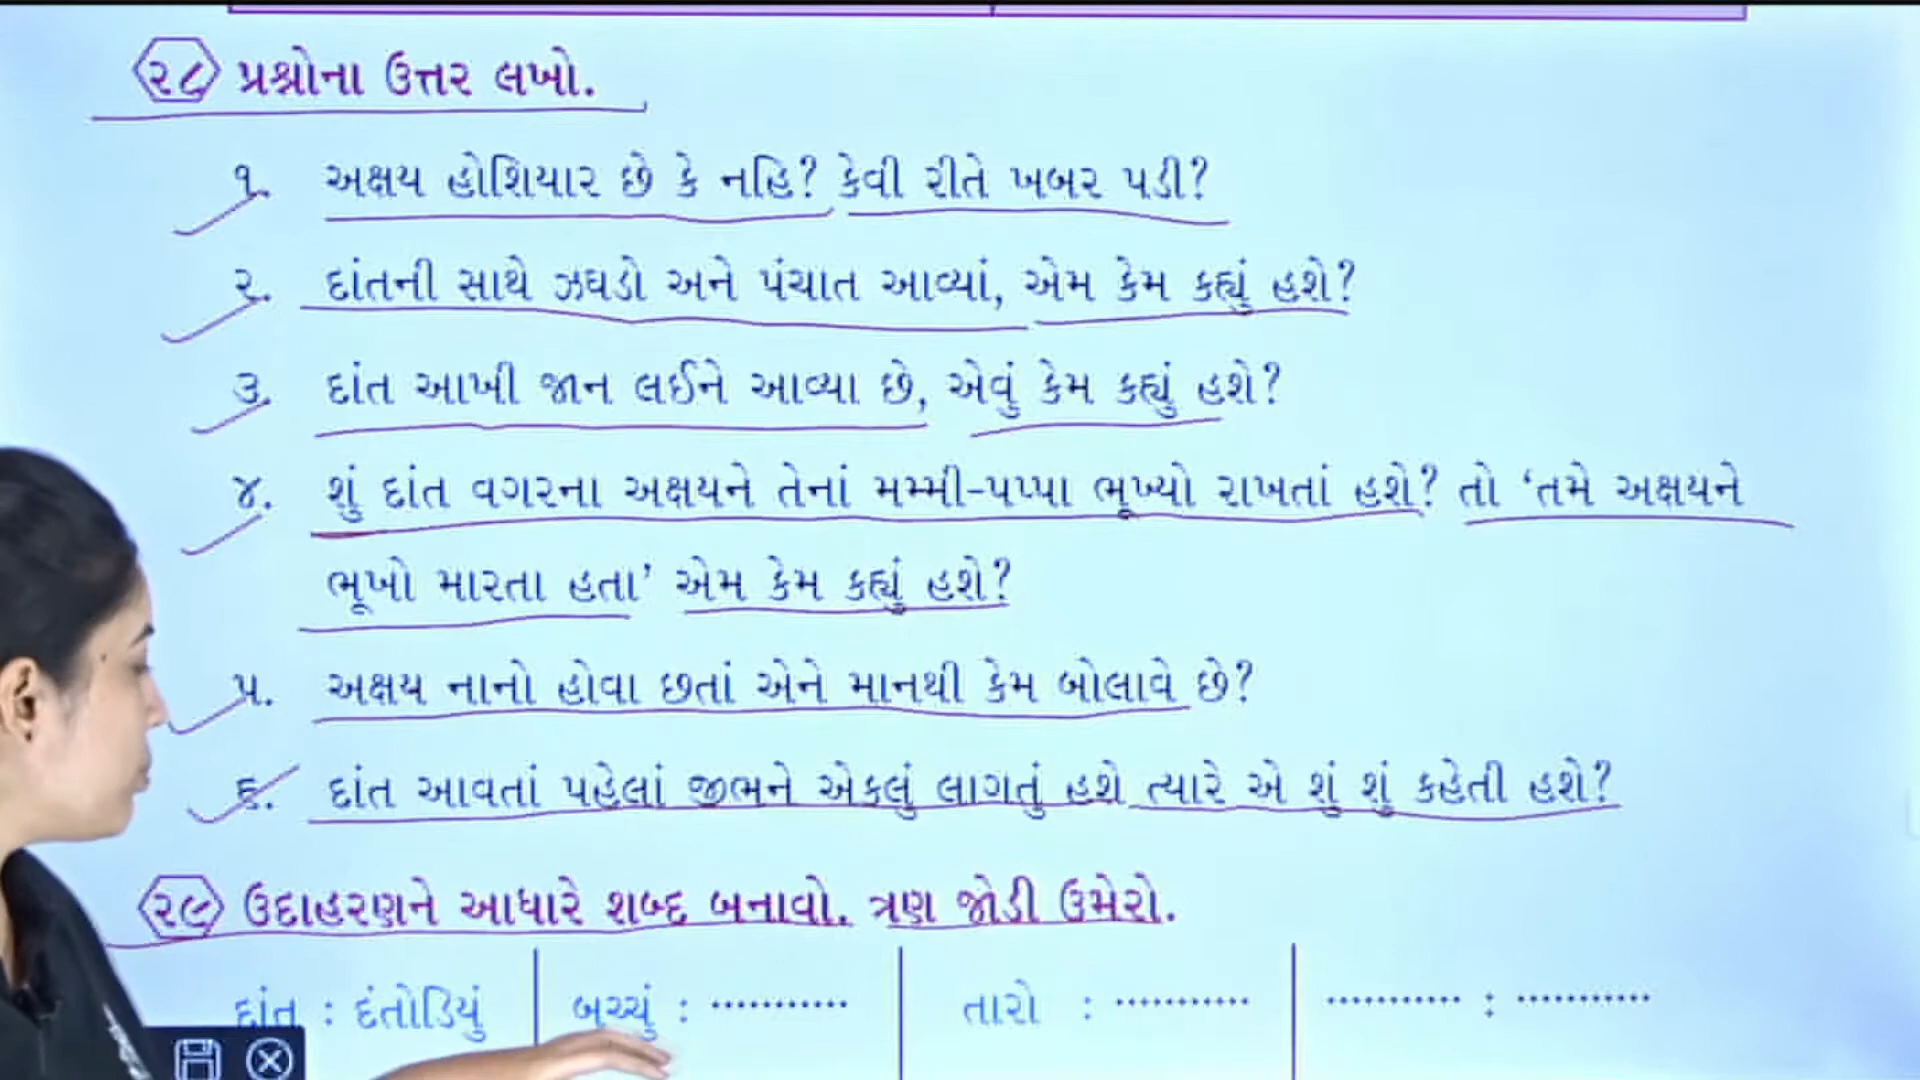 ૨૮ પ્રશ્નોના ઉત્તર લખો.
૧. અક્ષય હોશિયાર છે કે નહિ? કેવી રીતે ખબર પડી?
૨. દાંતની સાથે ઝઘડો અને પંચાત આવ્યાં, એમ કેમ કહ્યું હશે?
૩. દાંત આખી જાન લઈને આવ્યા છે, એવું કેમ કહ્યું હશે?
૪. શું દાંત વગરના અક્ષયને તેનાં મમ્મી-પપ્પા ભૂખ્યો રાખતાં હશે? તો ‘તમે અક્ષયને
ભૂખો મારતા હતા’ એમ કેમ કહ્યું હશે?
૫. અક્ષય નાનો હોવા છતાં એને માનથી કેમ બોલાવે છે?
૬. દાંત આવતાં પહેલાં જીભને એકલું લાગતું હશે ત્યારે એ શું શું કહેતી હશે?
૨૯ ઉદાહરણને આધારે શબ્દ બનાવો. ત્રણ જોડી ઉમેરો.
દાંત : દંતોડિયું બચ્ચું : ............ તારો : ............ ............ : ............